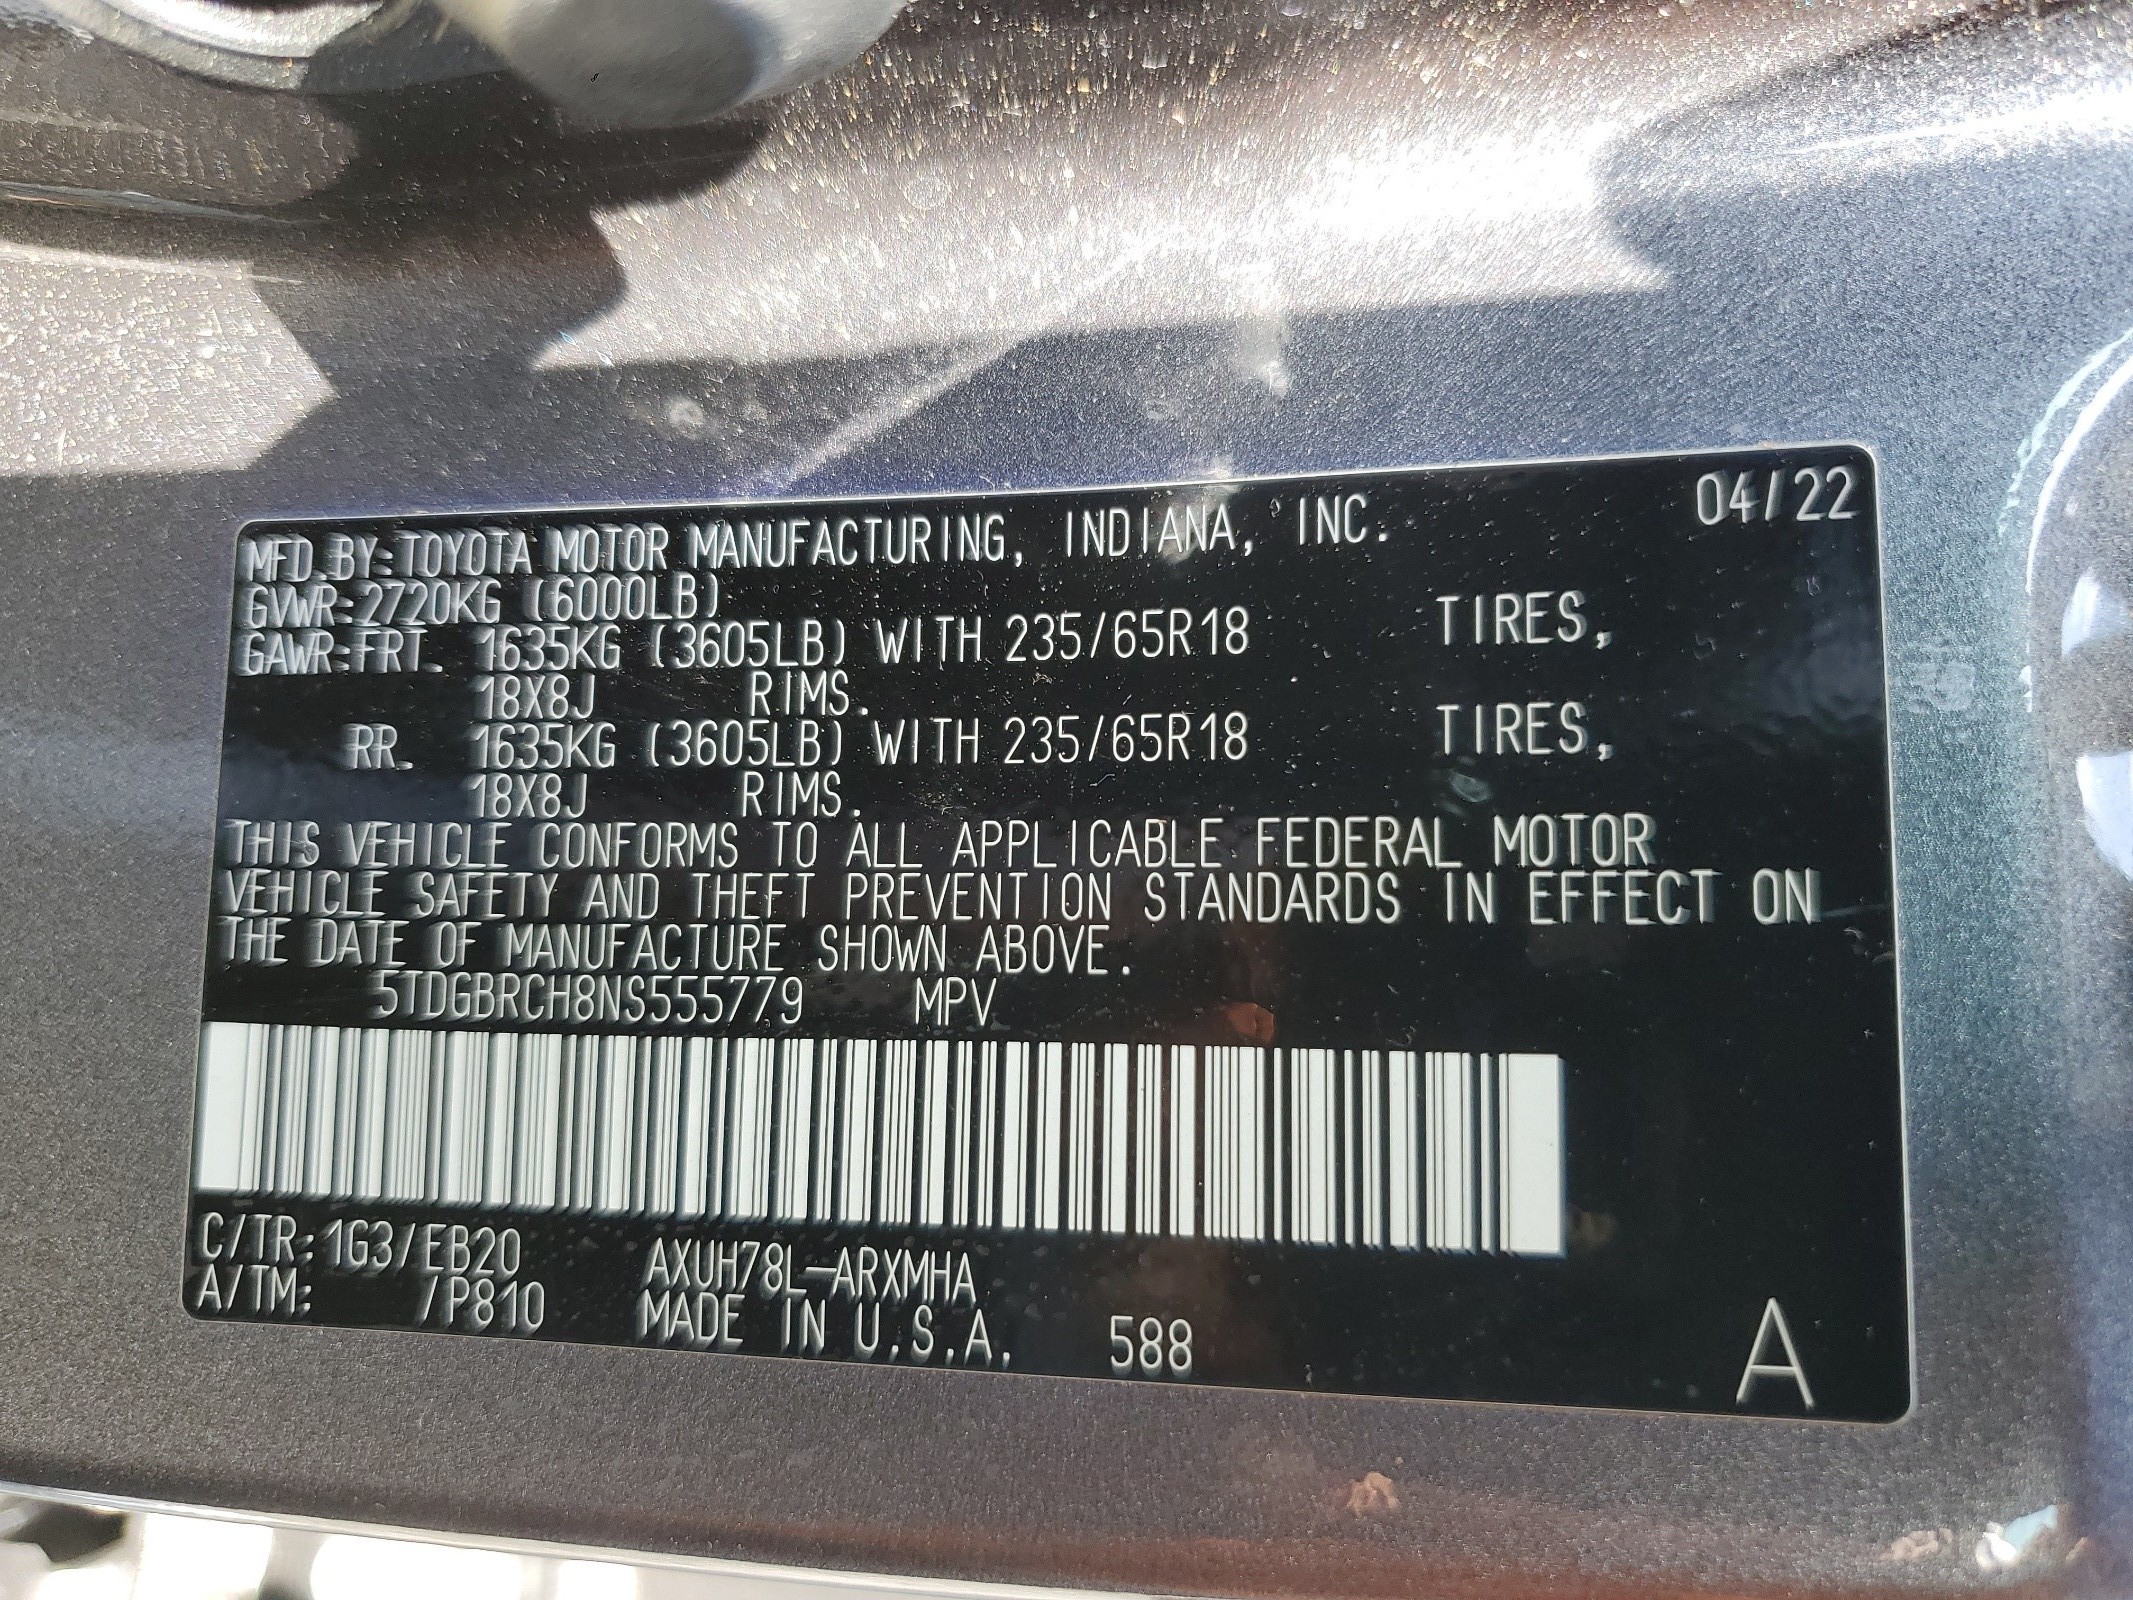 04/22
MFD.BY:TOYOTA MOTOR MANUFACTURING, INDIANA, INC.
GVWR:2720KG (6000LB)
GAWR:FRT. 1635KG (3605LB) WITH 235/65R18 TIRES,
18X8J RIMS.
RR. 1635KG (3605LB) WITH 235/65R18 TIRES,
18X8J RIMS.
THIS VEHICLE CONFORMS TO ALL APPLICABLE FEDERAL MOTOR
VEHICLE SAFETY AND THEFT PREVENTION STANDARDS IN EFFECT ON
THE DATE OF MANUFACTURE SHOWN ABOVE.
5TDGBRCH8NS555779 MPV
C/TR:1G3/EB20 AXUH78L-ARXMHA
A/TM: /P810 MADE IN U.S.A. 588 A